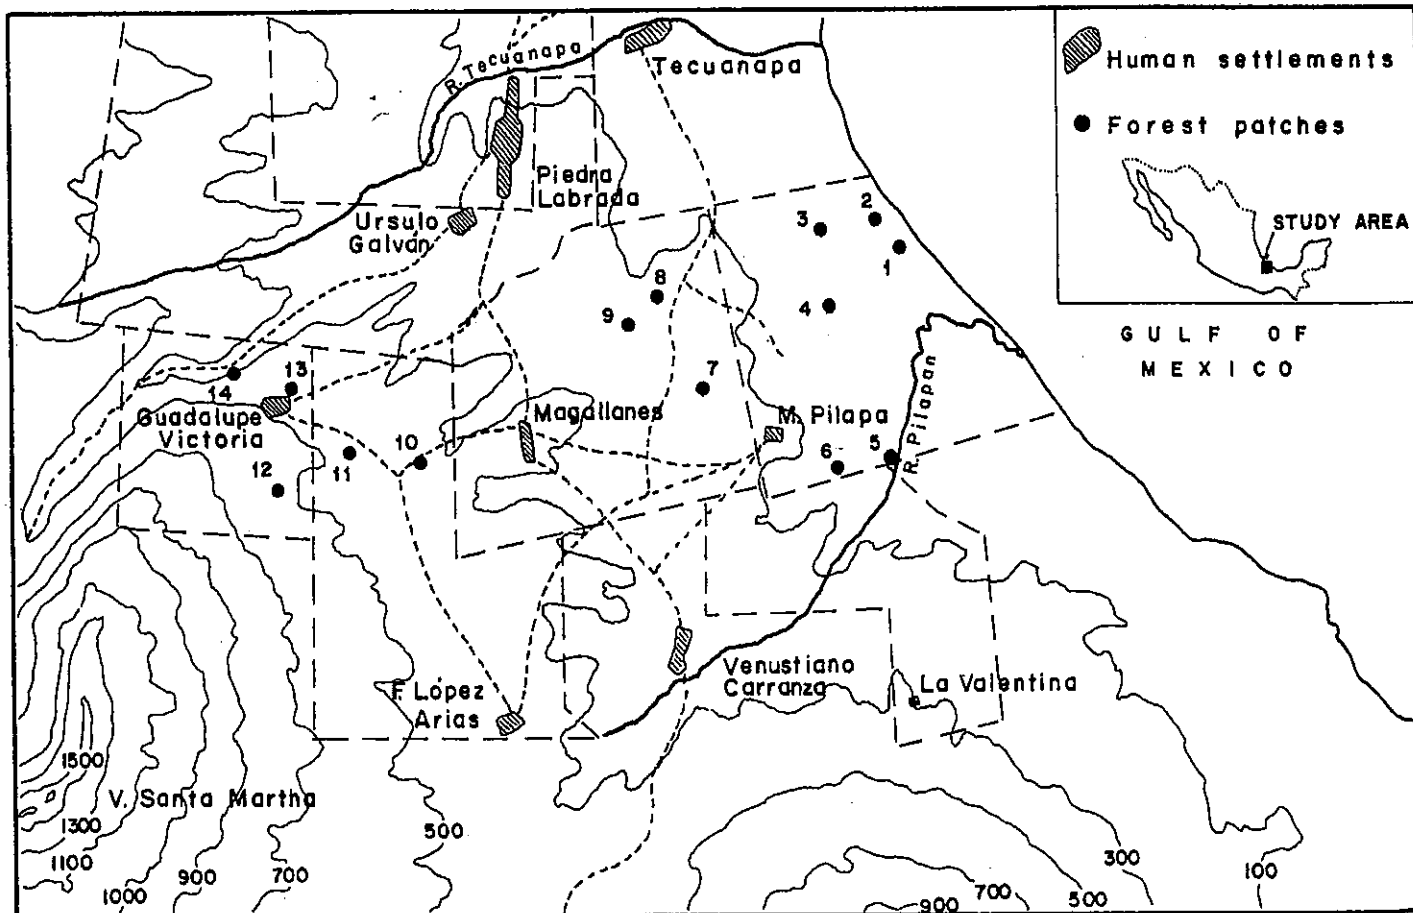 Human settlements
Forest patches
STUDY AREA
GULF OF
MEXICO
R. Tecuanapa
Tecuanapa
Piedra
Labrada
Ursulo
Galván
2
3
1
8
4
9
7
13
14
Guadalupe
Victoria
Magallanes
M. Pilapa
R. Pilapan
10
11
12
6
5
Venustiano
Carranza
La Valentina
F. López
Arias
1500
V. Santa Martha
1300
1100
1000
900
700
500
300
100
700
500
900